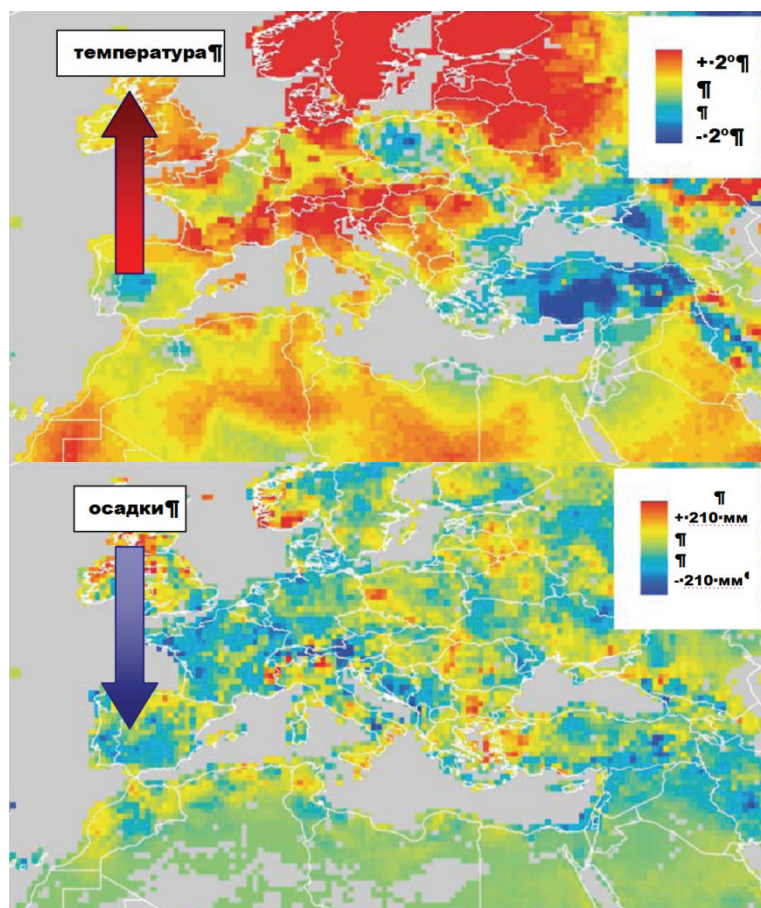 температура¶
+·2º¶
¶
¶
-·2º¶
осадки¶
¶
+·210·мм
¶
¶
-·210·мм¶